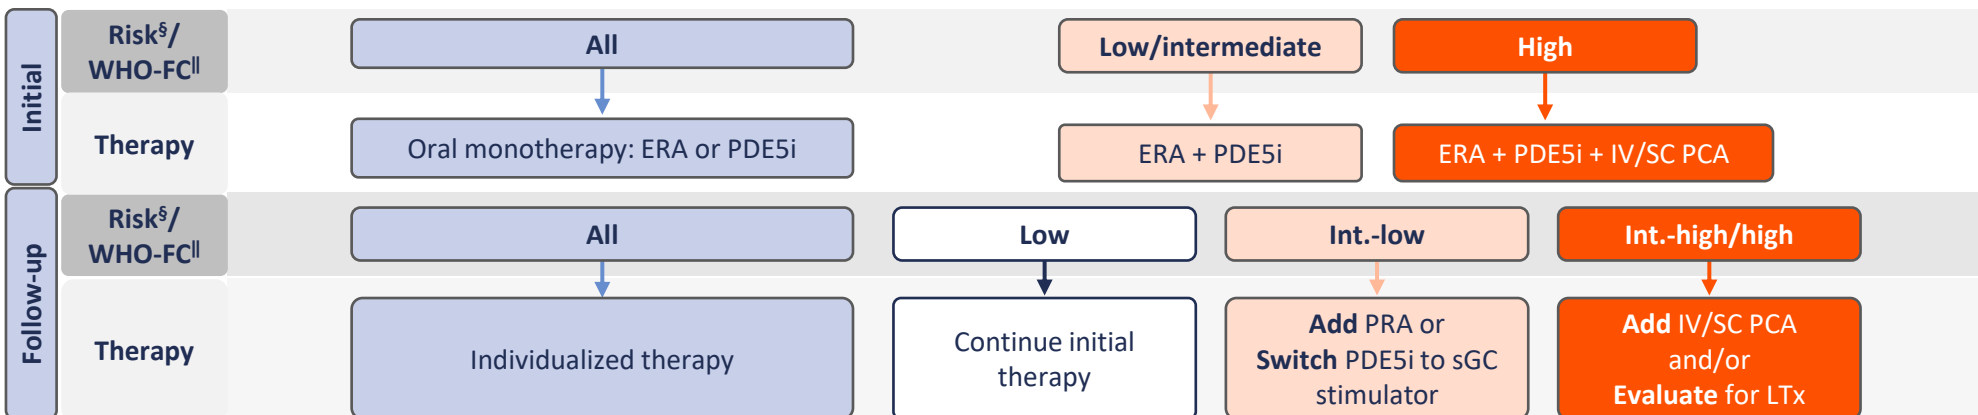 Initial
Risk§/
WHO-FC||
All
Low/intermediate
High
Therapy
Oral monotherapy: ERA or PDE5i
ERA + PDE5i
ERA + PDE5i + IV/SC PCA
Follow-up
Risk§/
WHO-FC||
All
Low
Int.-low
Int.-high/high
Therapy
Individualized therapy
Continue initial
therapy
Add PRA or
Switch PDE5i to sGC
stimulator
Add IV/SC PCA
and/or
Evaluate for LTx